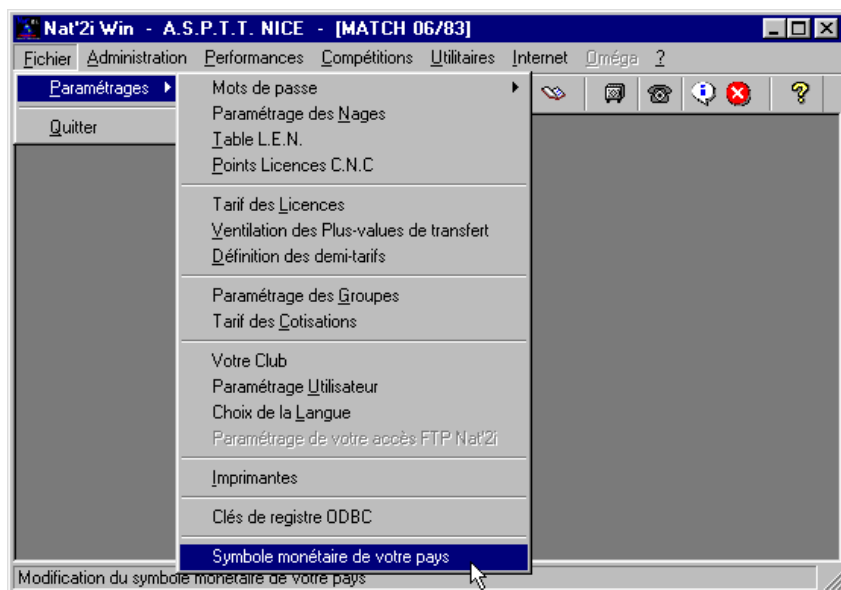 Nat'2i Win - A.S.P.T.T. NICE - [MATCH 06/83]
Fichier Administration Performances Compétitions Utilitaires Internet Oméga ?
Paramétrages
Quitter
Mots de passe
Paramétrage des Nages
Table L.E.N.
Points Licences C.N.C
Tarif des Licences
Ventilation des Plus-values de transfert
Définition des demi-tarifs
Paramétrage des Groupes
Tarif des Cotisations
Votre Club
Paramétrage Utilisateur
Choix de la Langue
Paramétrage de votre accès FTP Nat'2i
Imprimantes
Clés de registre ODBC
Symbole monétaire de votre pays
Modification du symbole monétaire de votre pays